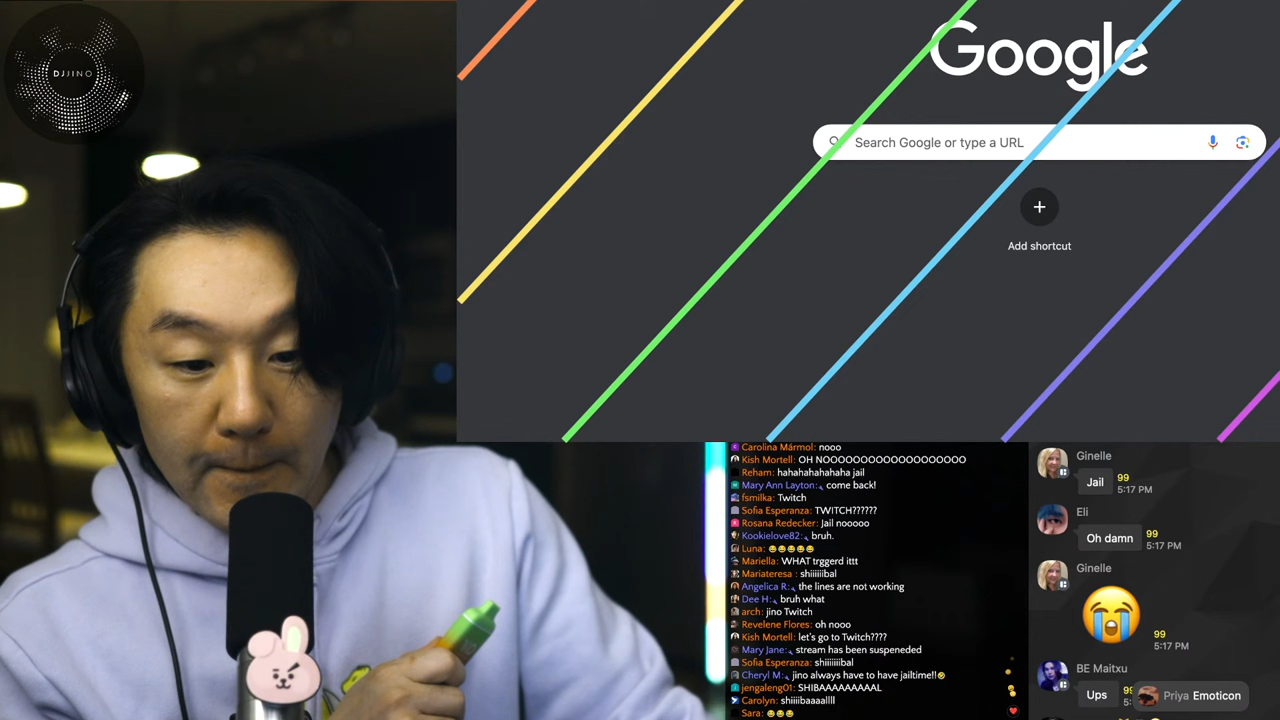 DJJINO
Google
Search Google or type a URL
Add shortcut
Carolina Mármol: nooo
Kish Mortell: OH NOOOOOOOOOOOOOOOOOOO
Reham: hahahahahahaha jail
Mary Ann Layton: come back!
fsmilka: Twitch
Sofia Esperanza: TWITCH??????
Rosana Redecker: Jail nooooo
Kookielove82: bruh.
Luna: 😂😂😂😂😂
Mariella: WHAT trggerd ittt
Mariateresa : shiiiiiibal
Angelica R: the lines are not working
Dee H: bruh what
arch: jino Twitch
Revelene Flores: oh nooo
Kish Mortell: let's go to Twitch????
Mary Jane: stream has been suspeneded
Sofia Esperanza: shiiiiiiibal
Cheryl M: jino always have to have jailtime!!🤣
jengaleng01: SHIBAAAAAAAAAL
Carolyn: shiiiibaaaallll
Sara: 😂😂😂
Ginelle
Jail
99
5:17 PM
Eli
Oh damn
99
5:17 PM
Ginelle
99
5:17 PM
BE Maitxu
Ups
Priya Emoticon